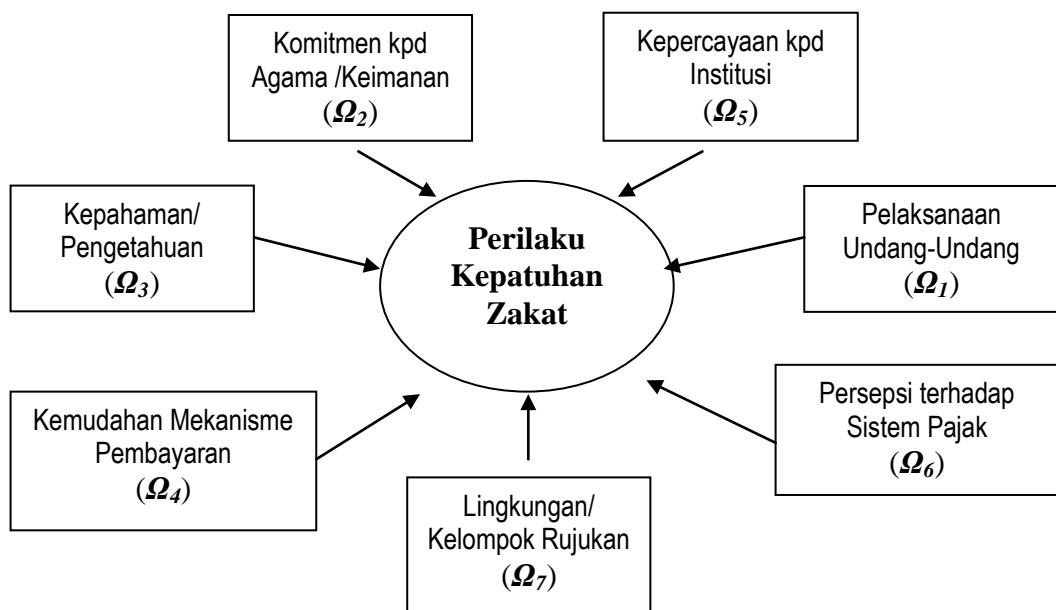 Komitmen kpd
Agama /Keimanan
(Ω2)
Kepercayaan kpd
Institusi
(Ω5)
Kepahaman/
Pengetahuan
(Ω3)
Perilaku
Kepatuhan
Zakat
Pelaksanaan
Undang-Undang
(Ω1)
Kemudahan Mekanisme
Pembayaran
(Ω4)
Lingkungan/
Kelompok Rujukan
(Ω7)
Persepsi terhadap
Sistem Pajak
(Ω6)